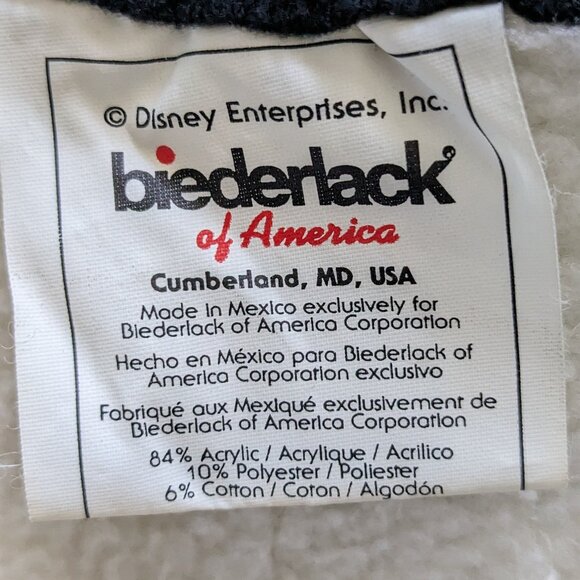 © Disney Enterprises, Inc.
biederlack®
of America
Cumberland, MD, USA
Made in Mexico exclusively for
Biederlack of America Corporation
Hecho en México para Biederlack of
America Corporation exclusivo
Fabriqué aux Mexiqué exclusivement de
Biederlack of America Corporation
84% Acrylic / Acrylique / Acrilico
10% Polyester / Poliester
6% Cotton / Coton / Algodón